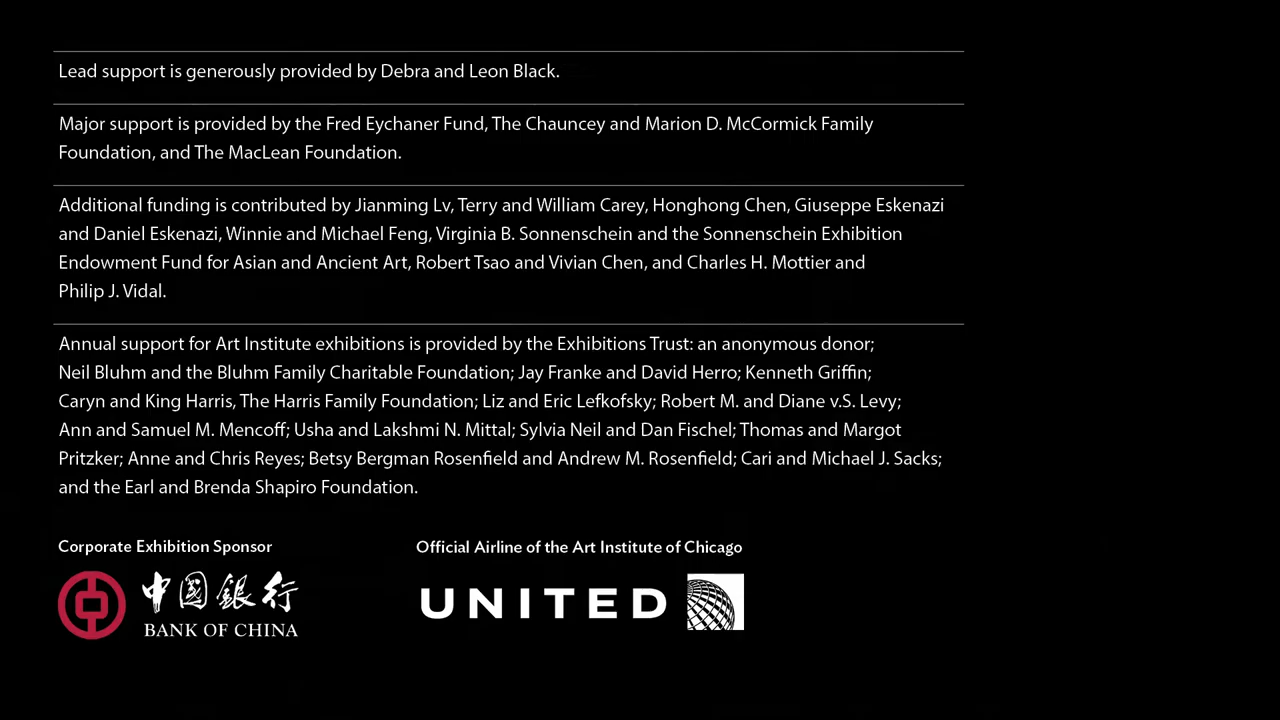 Lead support is generously provided by Debra and Leon Black.
Major support is provided by the Fred Eychaner Fund, The Chauncey and Marion D. McCormick Family
Foundation, and The MacLean Foundation.
Additional funding is contributed by Jianming Lv, Terry and William Carey, Honghong Chen, Giuseppe Eskenazi
and Daniel Eskenazi, Winnie and Michael Feng, Virginia B. Sonnenschein and the Sonnenschein Exhibition
Endowment Fund for Asian and Ancient Art, Robert Tsao and Vivian Chen, and Charles H. Mottier and
Philip J. Vidal.
Annual support for Art Institute exhibitions is provided by the Exhibitions Trust: an anonymous donor;
Neil Bluhm and the Bluhm Family Charitable Foundation; Jay Franke and David Herro; Kenneth Griffin;
Caryn and King Harris, The Harris Family Foundation; Liz and Eric Lefkofsky; Robert M. and Diane v.S. Levy;
Ann and Samuel M. Mencoff; Usha and Lakshmi N. Mittal; Sylvia Neil and Dan Fischel; Thomas and Margot
Pritzker; Anne and Chris Reyes; Betsy Bergman Rosenfield and Andrew M. Rosenfield; Cari and Michael J. Sacks;
and the Earl and Brenda Shapiro Foundation.
Corporate Exhibition Sponsor
中國銀行
BANK OF CHINA
Official Airline of the Art Institute of Chicago
UNITED